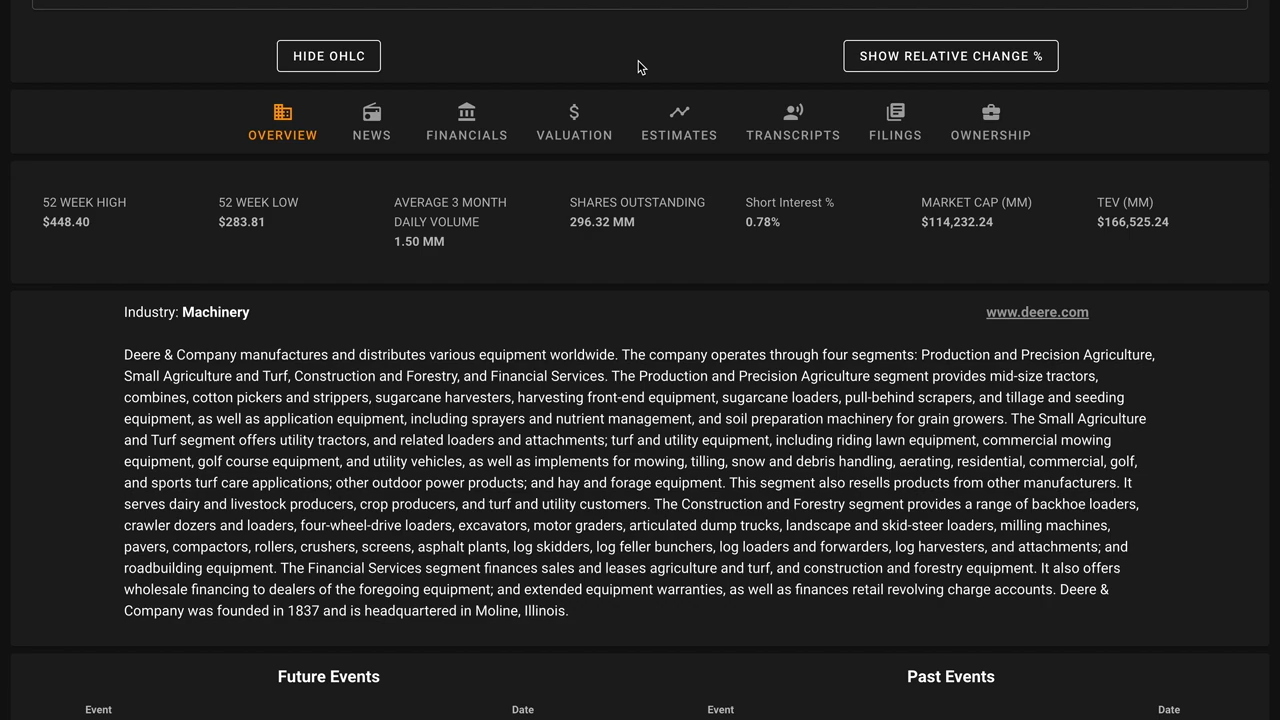 HIDE OHLC
SHOW RELATIVE CHANGE %
OVERVIEW
NEWS
FINANCIALS
VALUATION
ESTIMATES
TRANSCRIPTS
FILINGS
OWNERSHIP
52 WEEK HIGH
$448.40
52 WEEK LOW
$283.81
AVERAGE 3 MONTH
DAILY VOLUME
1.50 MM
SHARES OUTSTANDING
296.32 MM
Short Interest %
0.78%
MARKET CAP (MM)
$114,232.24
TEV (MM)
$166,525.24
Industry: Machinery
www.deere.com
Deere & Company manufactures and distributes various equipment worldwide. The company operates through four segments: Production and Precision Agriculture,
Small Agriculture and Turf, Construction and Forestry, and Financial Services. The Production and Precision Agriculture segment provides mid-size tractors,
combines, cotton pickers and strippers, sugarcane harvesters, harvesting front-end equipment, sugarcane loaders, pull-behind scrapers, and tillage and seeding
equipment, as well as application equipment, including sprayers and nutrient management, and soil preparation machinery for grain growers. The Small Agriculture
and Turf segment offers utility tractors, and related loaders and attachments; turf and utility equipment, including riding lawn equipment, commercial mowing
equipment, golf course equipment, and utility vehicles, as well as implements for mowing, tilling, snow and debris handling, aerating, residential, commercial, golf,
and sports turf care applications; other outdoor power products; and hay and forage equipment. This segment also resells products from other manufacturers. It
serves dairy and livestock producers, crop producers, and turf and utility customers. The Construction and Forestry segment provides a range of backhoe loaders,
crawler dozers and loaders, four-wheel-drive loaders, excavators, motor graders, articulated dump trucks, landscape and skid-steer loaders, milling machines,
pavers, compactors, rollers, crushers, screens, asphalt plants, log skidders, log feller bunchers, log loaders and forwarders, log harvesters, and attachments; and
roadbuilding equipment. The Financial Services segment finances sales and leases agriculture and turf, and construction and forestry equipment. It also offers
wholesale financing to dealers of the foregoing equipment; and extended equipment warranties, as well as finances retail revolving charge accounts. Deere &
Company was founded in 1837 and is headquartered in Moline, Illinois.
Future Events
Past Events
Event
Date
Event
Date